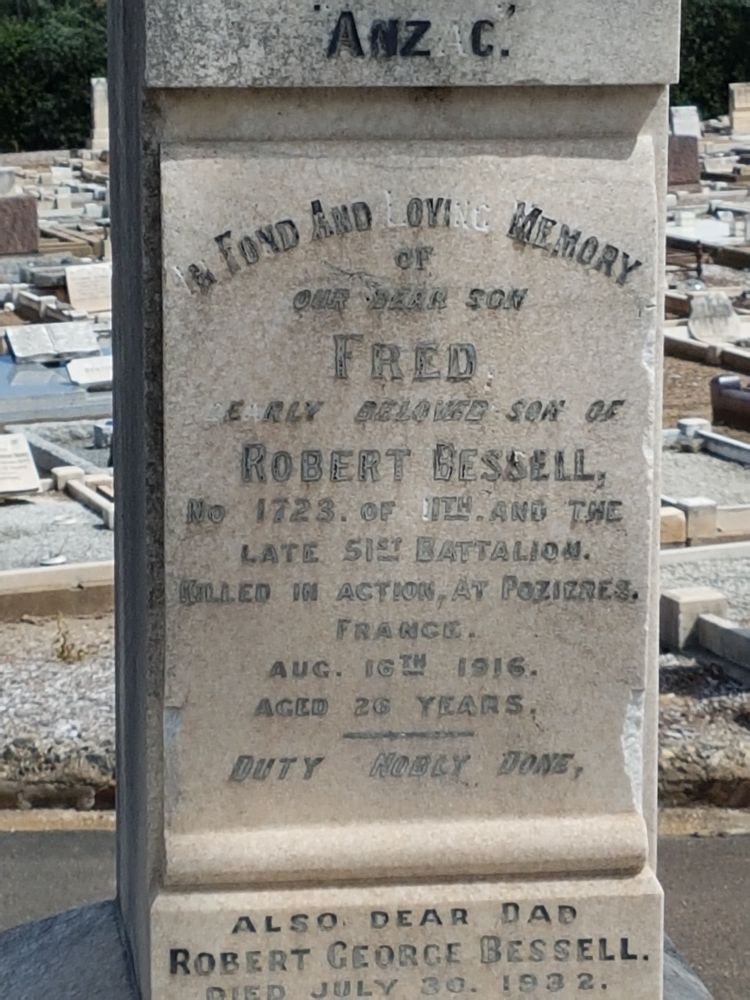 "ANZAC."
IN FOND AND LOVING MEMORY
OF
OUR DEAR SON
FRED
DEARLY BELOVED SON OF
ROBERT BESSELL,
No 1723. OF 11TH. AND THE
LATE 51ST BATTALION.
KILLED IN ACTION, AT POZIERES.
FRANCE.
AUG. 16TH 1916.
AGED 26 YEARS.
DUTY NOBLY DONE,
ALSO DEAR DAD
ROBERT GEORGE BESSELL.
DIED JULY 30. 1932.